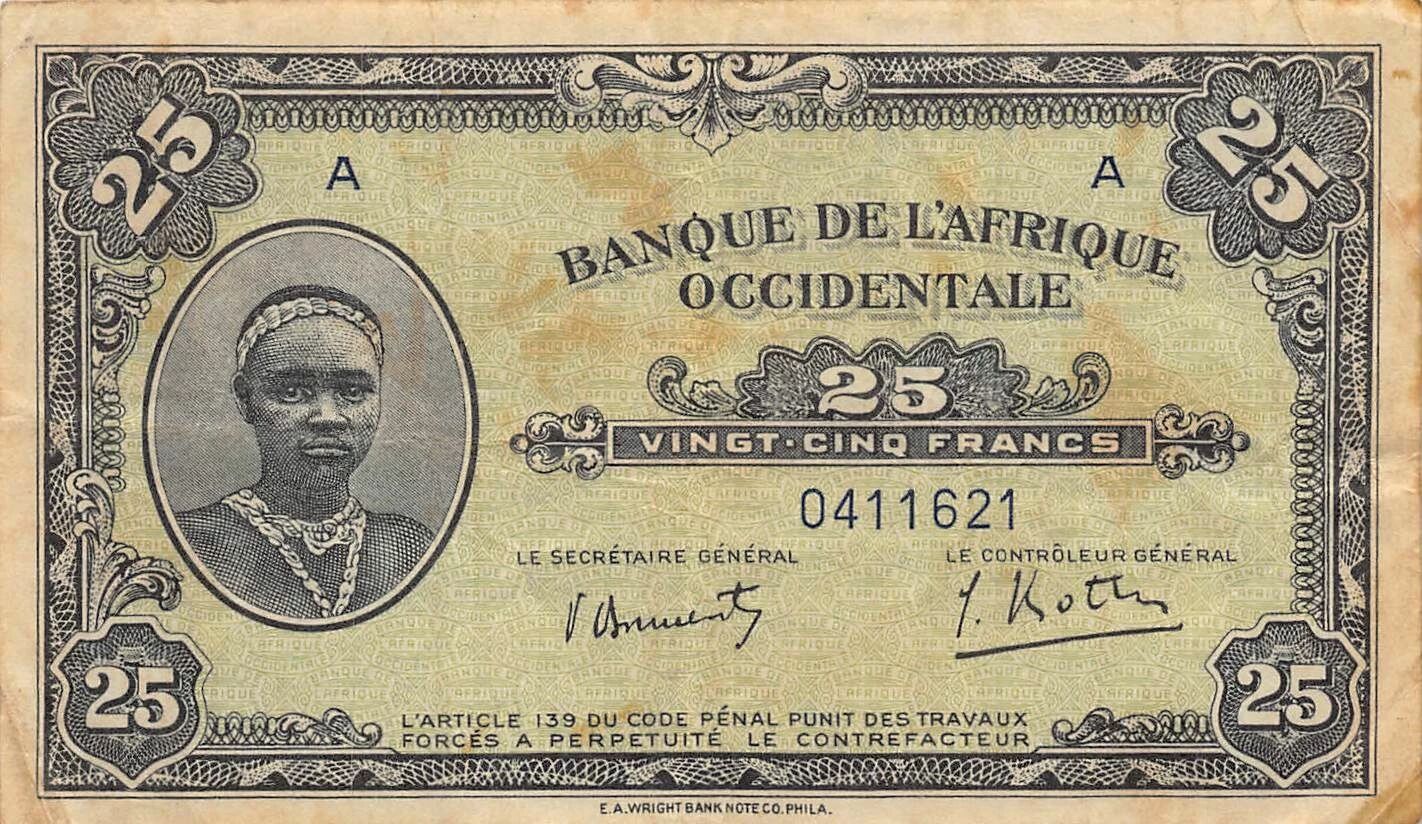 25
25
A
A
BANQUE DE L'AFRIQUE
OCCIDENTALE
25
VINGT-CINQ FRANCS
0411621
LE SECRÉTAIRE GÉNÉRAL
LE CONTRÔLEUR GÉNÉRAL
25
25
L'ARTICLE 139 DU CODE PÉNAL PUNIT DES TRAVAUX
FORCÉS A PERPETUITÉ LE CONTREFACTEUR
E.A.WRIGHT BANK NOTE CO. PHILA.